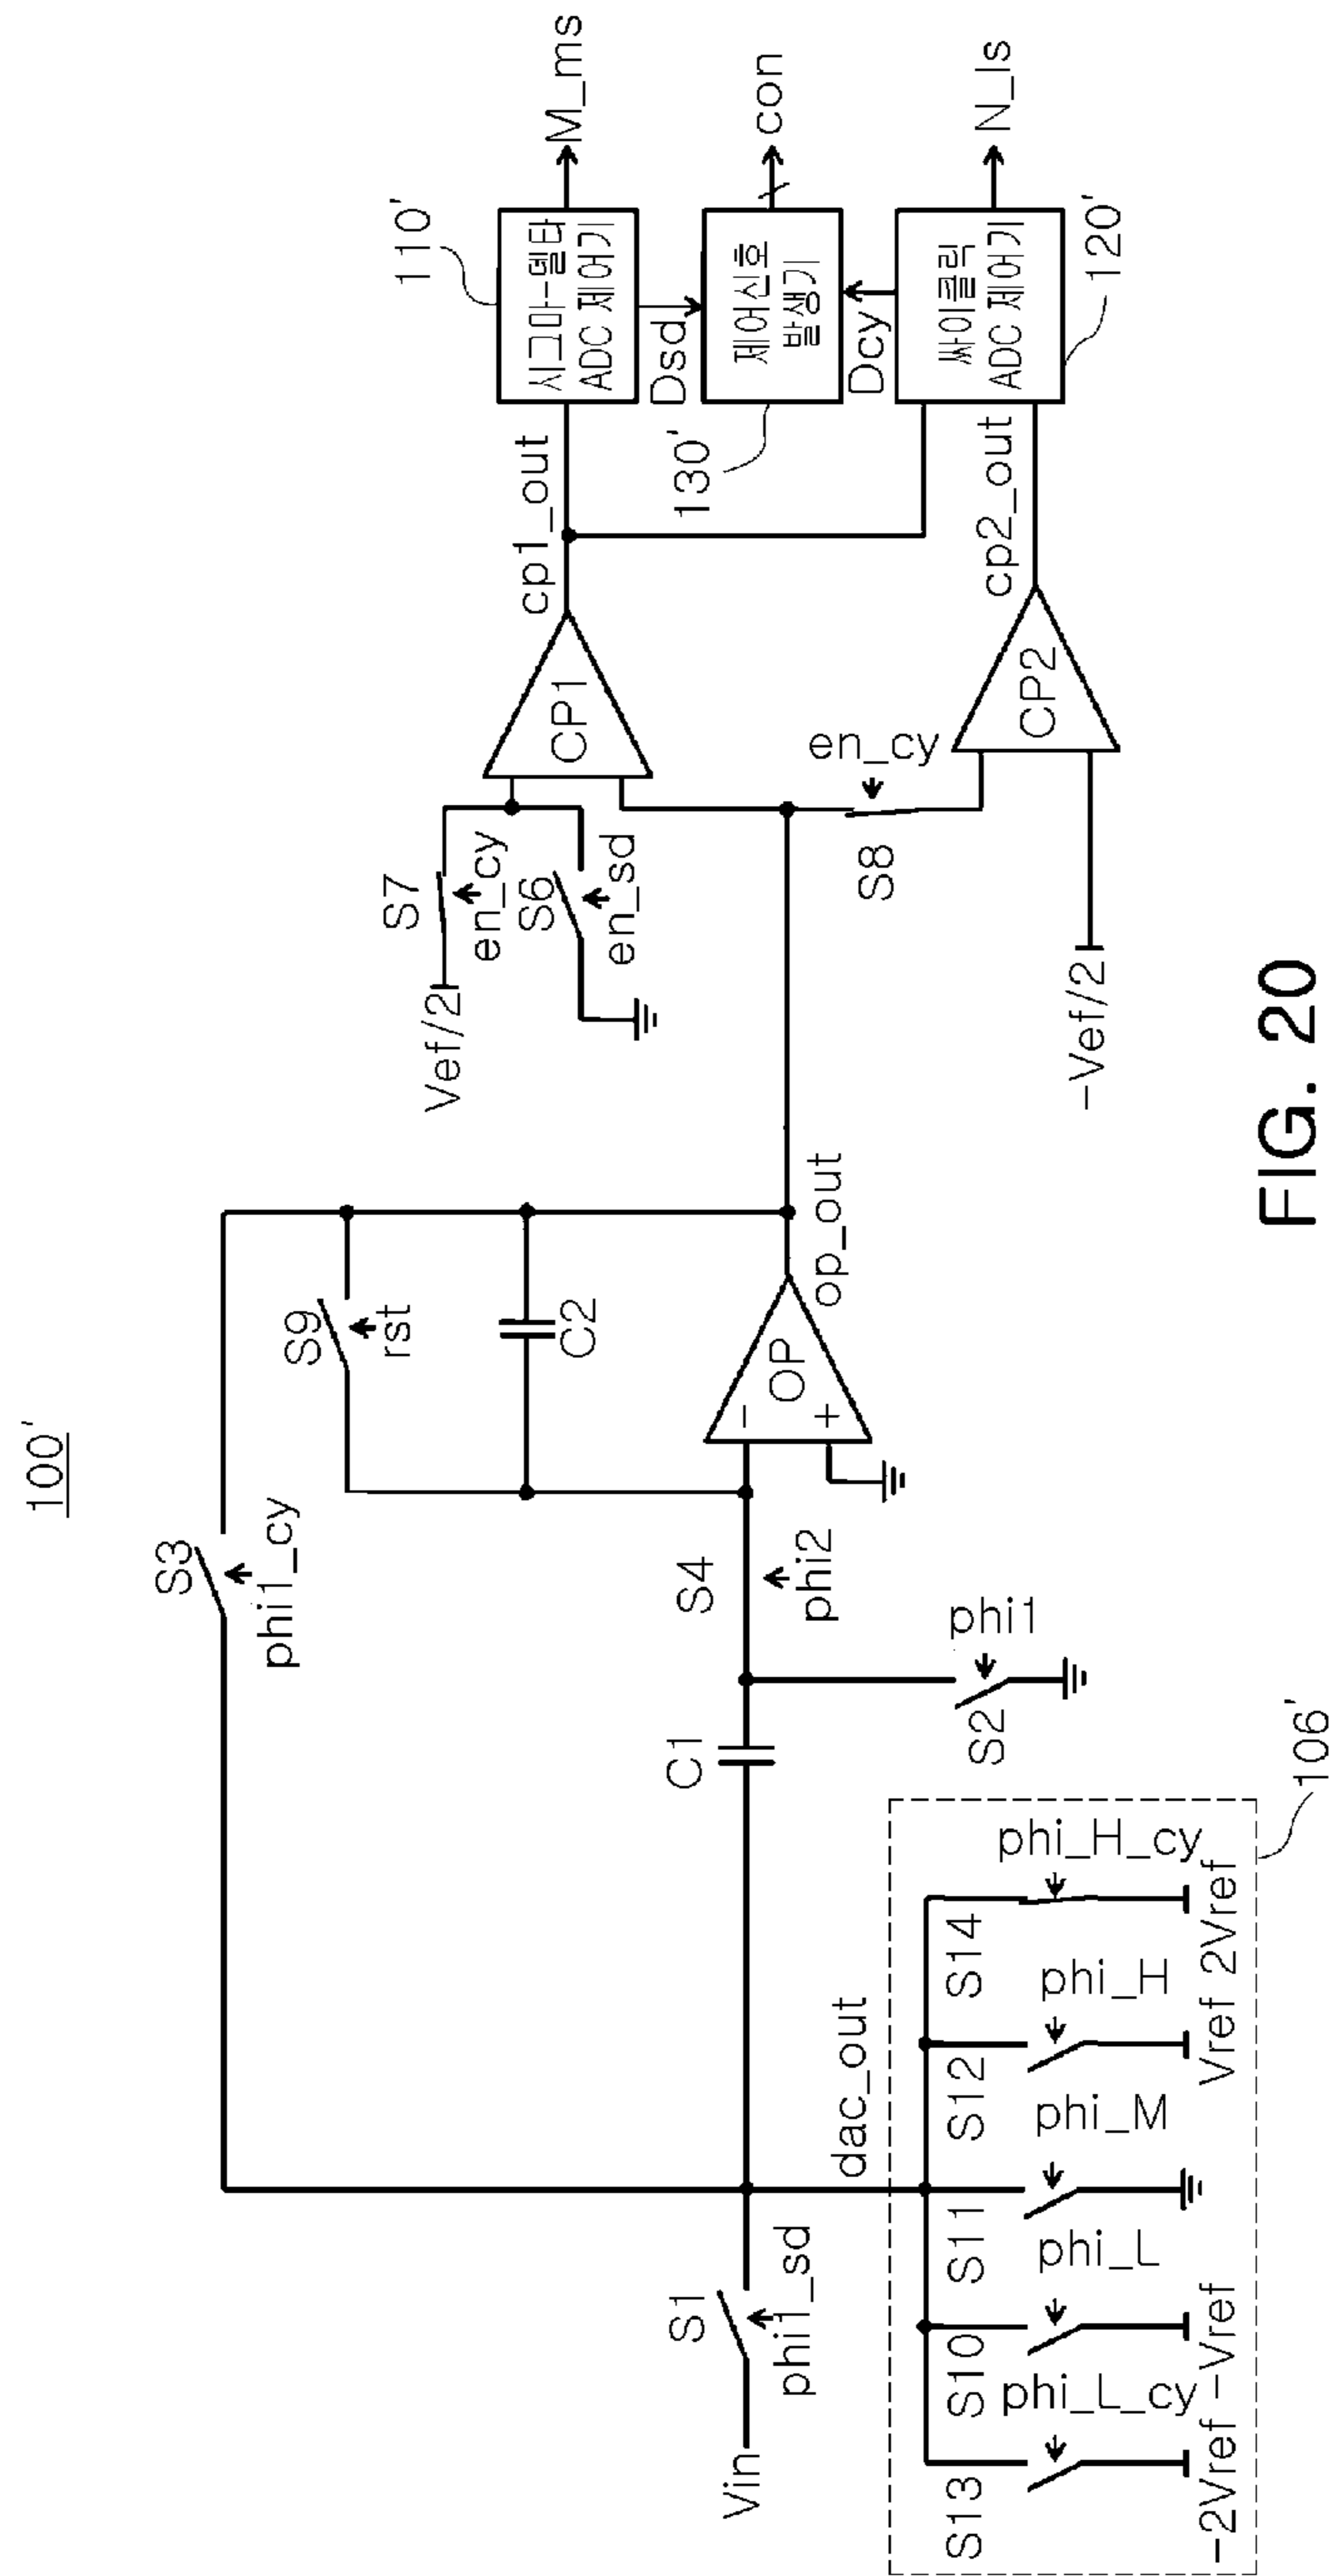 100'
S3
phi1_cy
S9
rst
C2
S1
phi1_sd
Vin
C1
S4
phi2
S2
phi1
OP
-
+
op_out
dac_out
S13
phi_L_cy
-2Vref
S10
phi_L
-Vref
S11
phi_M
S12
phi_H
Vref
S14
phi_H_cy
2Vref
106'
S7
en_cy
Vef/2
S6
en_sd
CP1
cp1_out
S8
en_cy
CP2
cp2_out
-Vef/2
시그마-델타
ADC 제어기
110'
M_ms
Dsd
제어신호
발생기
130'
con
Dcy
싸이클릭
ADC 제어기
120'
N_ls
FIG. 20